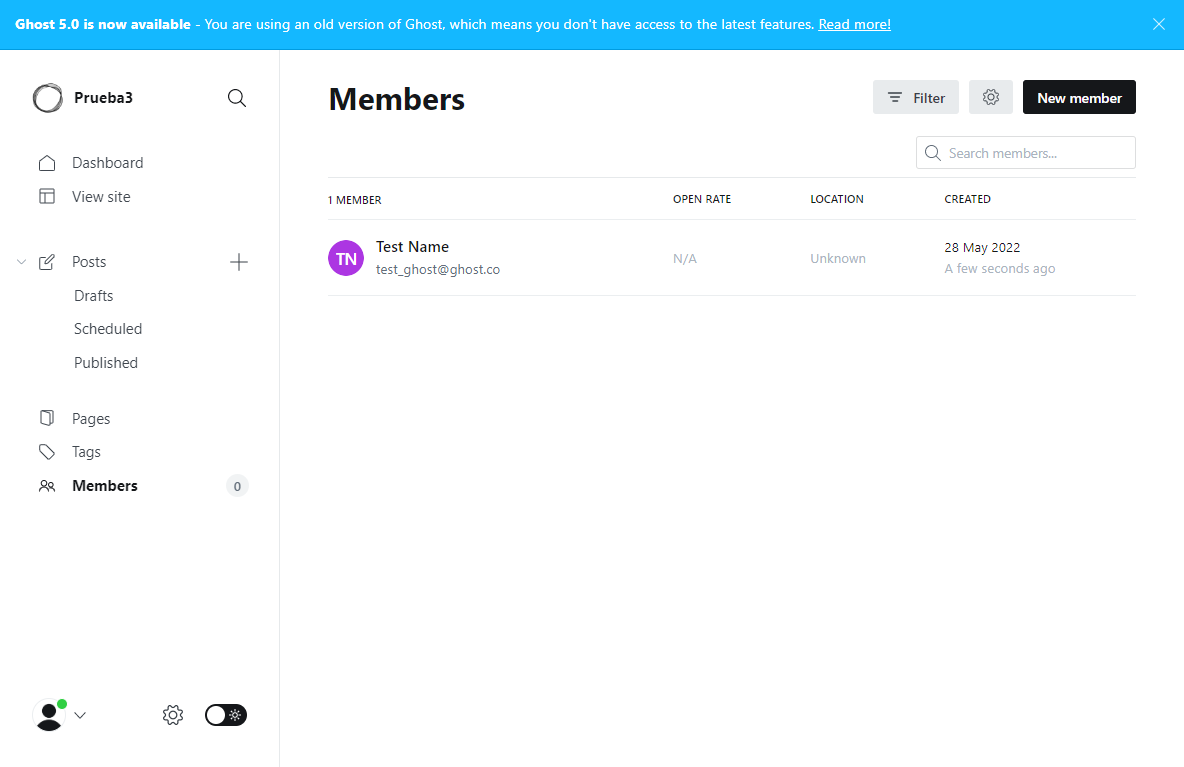 Ghost 5.0 is now available - You are using an old version of Ghost, which means you don't have access to the latest features. Read more!
Prueba3
Dashboard
View site
Posts
Drafts
Scheduled
Published
Pages
Tags
Members 0
Members
Filter
New member
Search members...
1 MEMBER OPEN RATE LOCATION CREATED
TN
Test Name
test_ghost@ghost.co
N/A
Unknown
28 May 2022
A few seconds ago